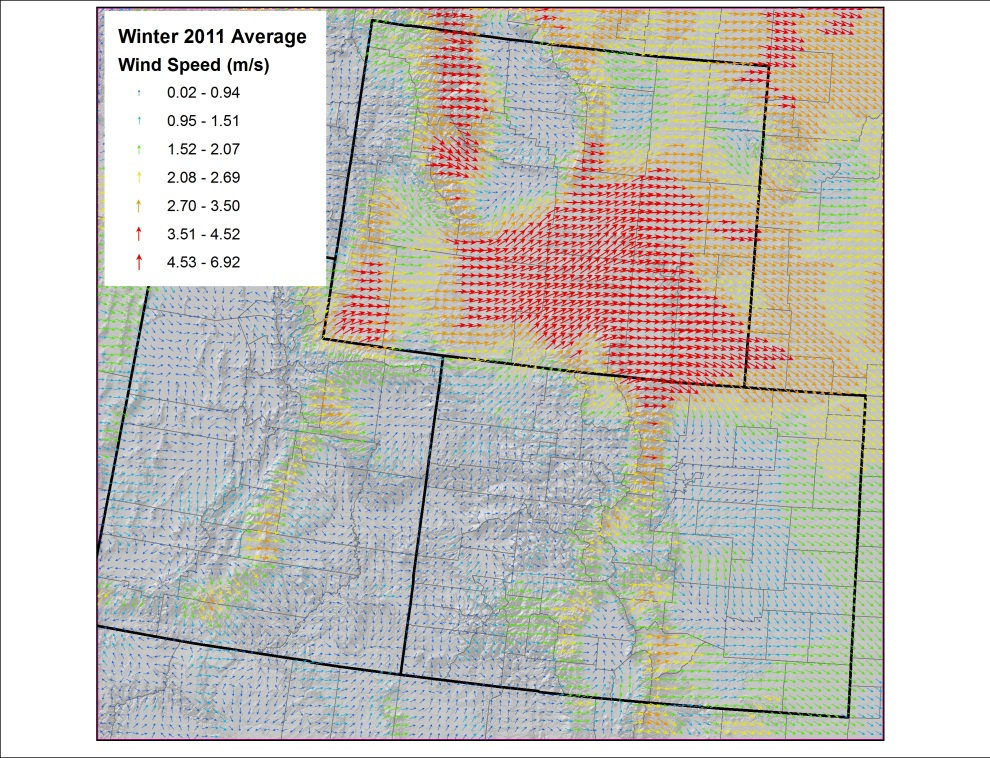 Winter 2011 Average
Wind Speed (m/s)
0.02 - 0.94
0.95 - 1.51
1.52 - 2.07
2.08 - 2.69
2.70 - 3.50
3.51 - 4.52
4.53 - 6.92